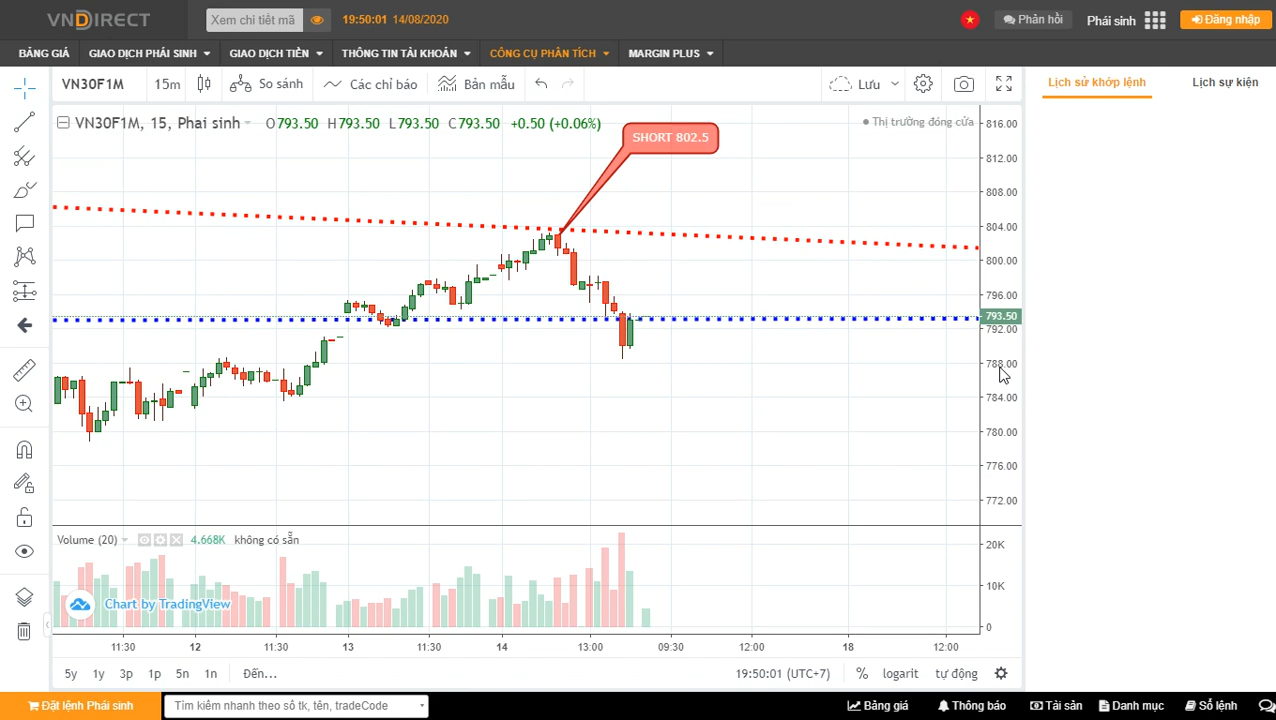 VNDIRECT
Xem chi tiết mã
19:50:01 14/08/2020
Phản hồi
Phái sinh
Đăng nhập
BẢNG GIÁ
GIAO DỊCH PHÁI SINH
GIAO DỊCH TIỀN
THÔNG TIN TÀI KHOẢN
CÔNG CỤ PHÂN TÍCH
MARGIN PLUS
VN30F1M
15m
So sánh
Các chỉ báo
Bản mẫu
Lưu
Lịch sử khớp lệnh
Lịch sự kiện
VN30F1M, 15, Phai sinh
O793.50 H793.50 L793.50 C793.50 +0.50 (+0.06%)
Thị trường đóng cửa
SHORT 802.5
816.00
812.00
808.00
804.00
800.00
796.00
793.50
792.00
788.00
784.00
780.00
776.00
772.00
Volume (20)
4.668K
không có sẵn
20K
10K
0
Chart by TradingView
11:30
12
11:30
13
11:30
14
13:00
09:30
12:00
18
12:00
5y
1y
3p
1p
5n
1n
Đến...
19:50:01 (UTC+7)
%
logarit
tự động
Đặt lệnh Phái sinh
Tìm kiếm nhanh theo số tk, tên, tradeCode
Bảng giá
Thông báo
Tài sản
Danh mục
Sổ lệnh